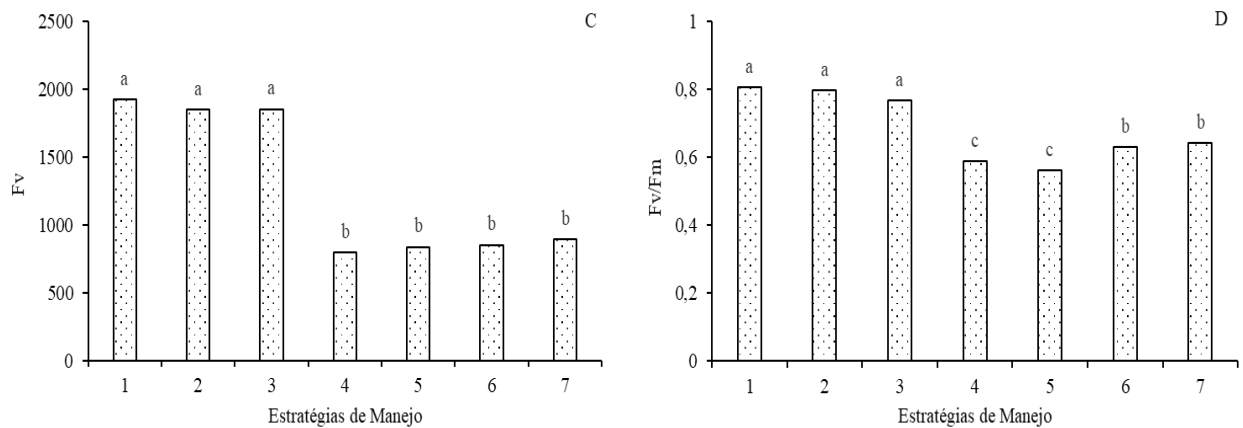 C
Fv
2500
2000
1500
1000
500
0
a a a b b b b
1 2 3 4 5 6 7
Estratégias de Manejo
D
Fv/Fm
1
0,8
0,6
0,4
0,2
0
a a a c c b b
1 2 3 4 5 6 7
Estratégias de Manejo